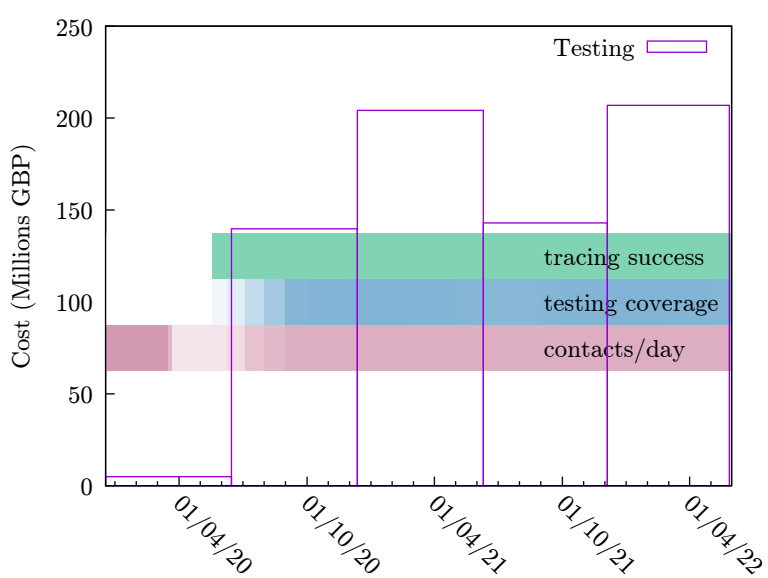 250
Testing
200
150
tracing success
testing coverage
100
contacts/day
50
0
Cost (Millions GBP)
01/04/20
01/10/20
01/04/21
01/10/21
01/04/22